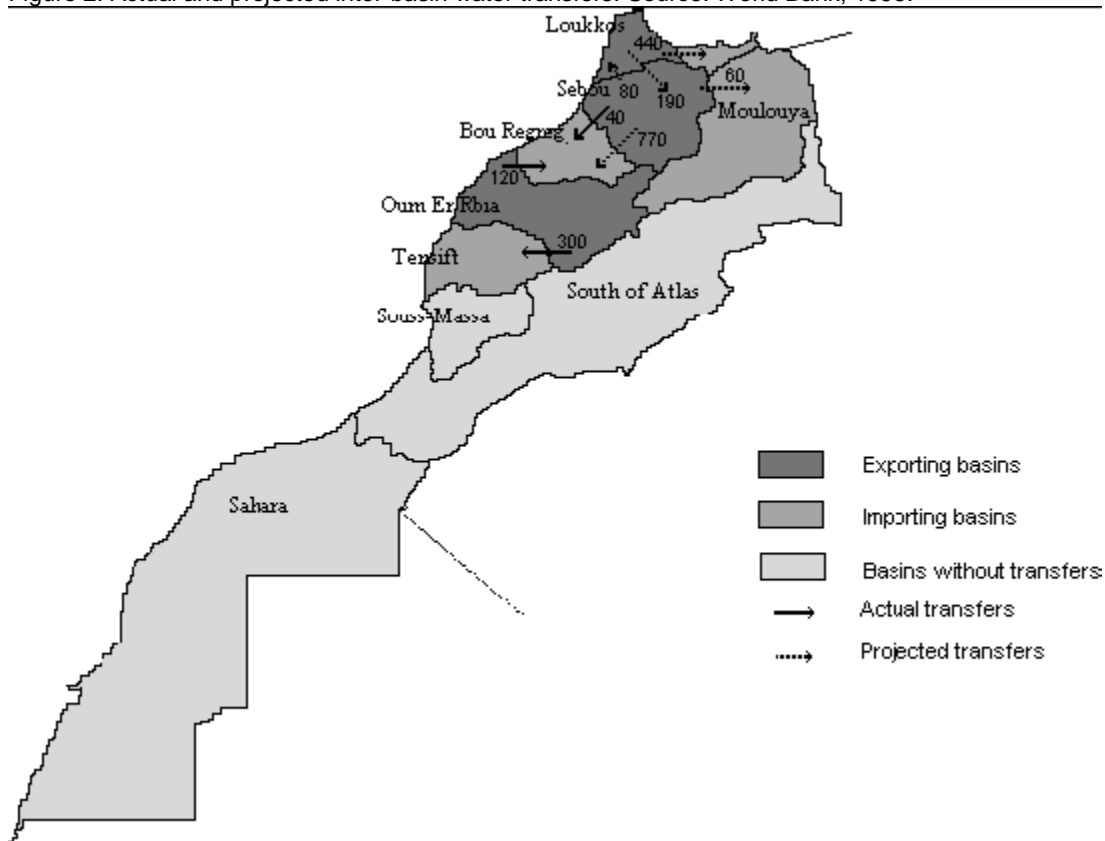 Loukkos
440
Sebou
80
190
60
Moulouya
40
Bou Regreg
770
120
Oum Er Rbia
300
Tensift
South of Atlas
Souss-Massa
Sahara
Exporting basins
Importing basins
Basins without transfers
Actual transfers
Projected transfers